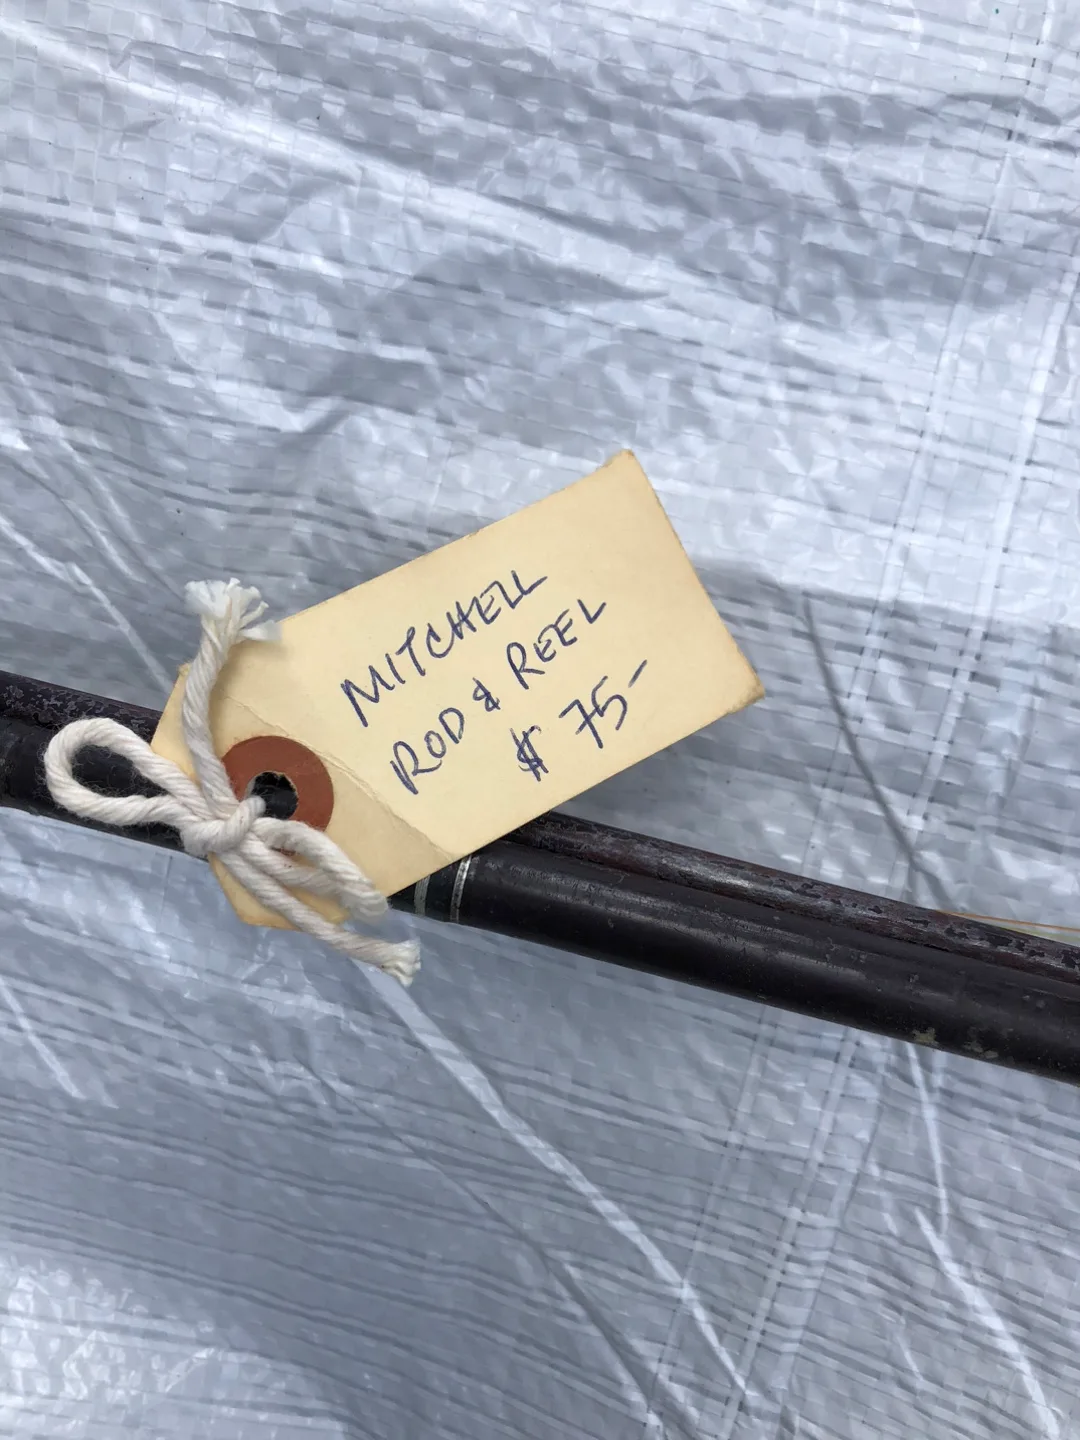 MITCHELL
ROD & REEL
$ 75-